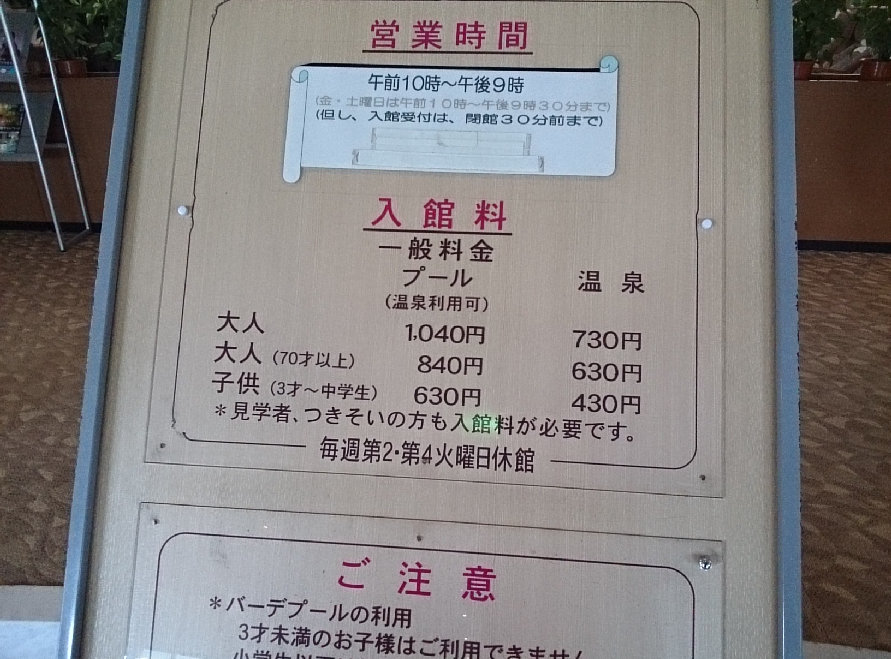 営業時間
午前10時～午後9時
(金・土曜日は午前10時～午後9時30分まで)
(但し、入館受付は、閉館30分前まで)
入館料
一般料金
プール 温泉
(温泉利用可)
大人 1,040円 730円
大人(70才以上) 840円 630円
子供(3才～中学生) 630円 430円
＊見学者、つきそいの方も入館料が必要です。
毎週第2・第4火曜日休館
ご注意
＊バーデプールの利用
3才未満のお子様はご利用できません